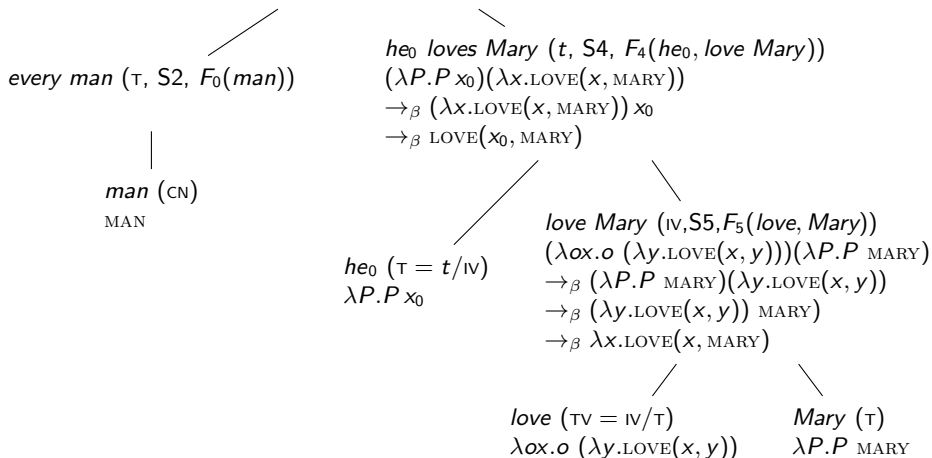 every man (T, S2, F₀(man))
man (CN)
MAN
he₀ loves Mary (t, S4, F₄(he₀, love Mary))
(λP.P x₀)(λx.LOVE(x, MARY))
→β (λx.LOVE(x, MARY)) x₀
→β LOVE(x₀, MARY)
he₀ (T = t/IV)
λP.P x₀
love Mary (IV,S5,F₅(love, Mary))
(λox.o (λy.LOVE(x, y)))(λP.P MARY)
→β (λP.P MARY)(λy.LOVE(x, y))
→β (λy.LOVE(x, y)) MARY)
→β λx.LOVE(x, MARY)
love (TV = IV/T)
λox.o (λy.LOVE(x, y))
Mary (T)
λP.P MARY